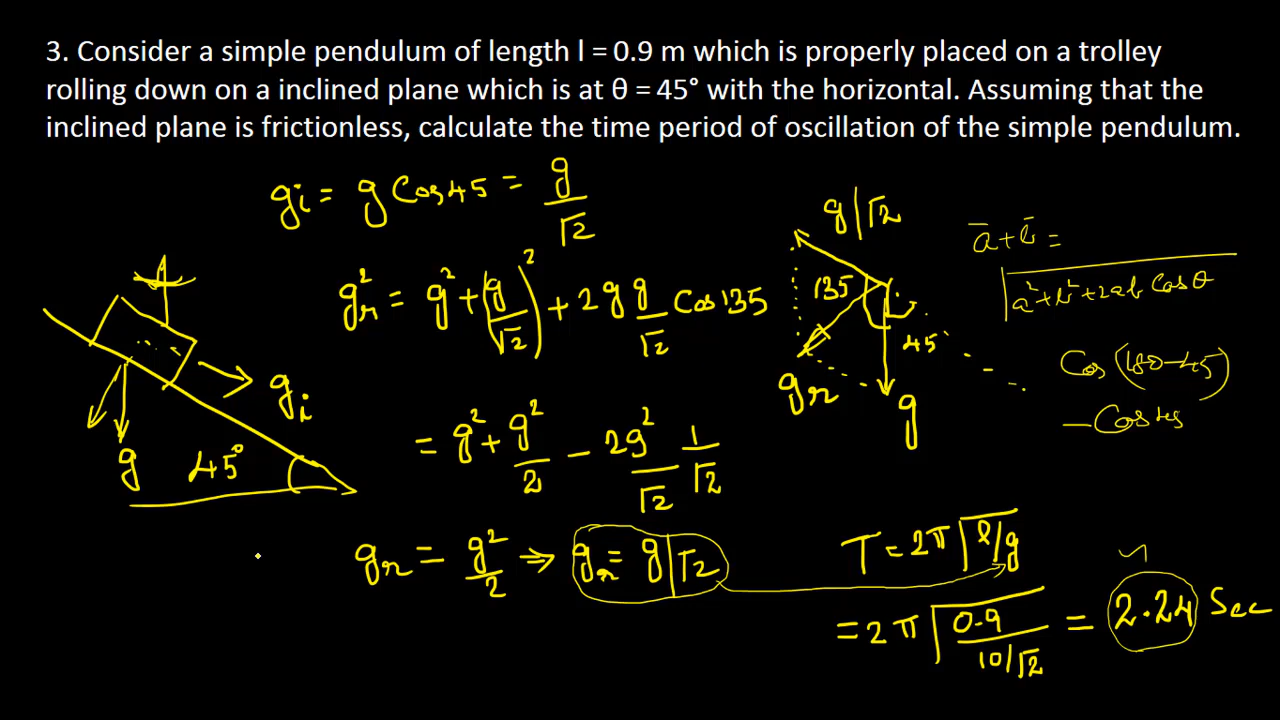 3. Consider a simple pendulum of length l = 0.9 m which is properly placed on a trolley
rolling down on a inclined plane which is at θ = 45° with the horizontal. Assuming that the
inclined plane is frictionless, calculate the time period of oscillation of the simple pendulum.
gi = g Cos45 = g/√2
g/√2
a̅ + b̅ =
√(a² + b² + 2ab Cosθ)
gr² = g² + (g/√2)² + 2g g/√2 Cos135
135
45
gr
g
Cos(180-45)
-Cos45
gi
g
45°
= g² + g²/2 - 2g²/√2 1/√2
gr = g²/2 ⇒ gr = g/√2
T = 2π √(l/g)
= 2π √(0.9/(10/√2)) = 2.24 Sec